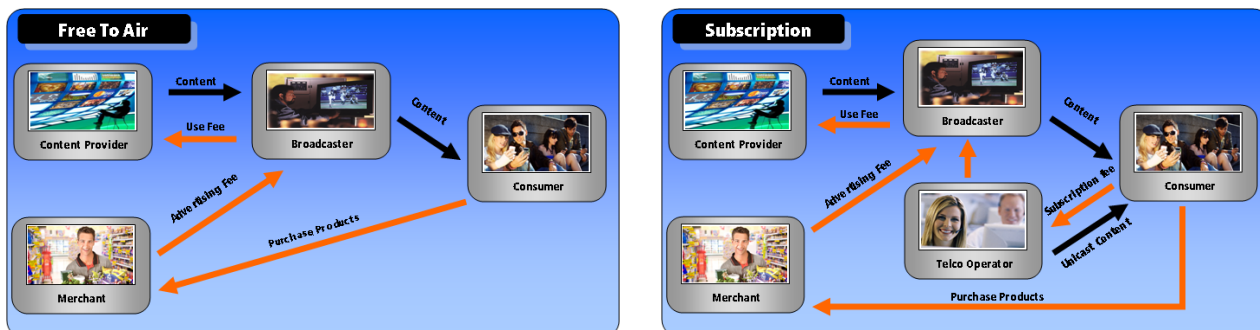 Free To Air
Content
Use Fee
Content Provider
Broadcaster
Content
Consumer
Advertising Fee
Purchase Products
Merchant
Subscription
Content
Use Fee
Content Provider
Broadcaster
Content
Consumer
Advertising Fee
Subscription fee
Unicast Content
Telco Operator
Merchant
Purchase Products